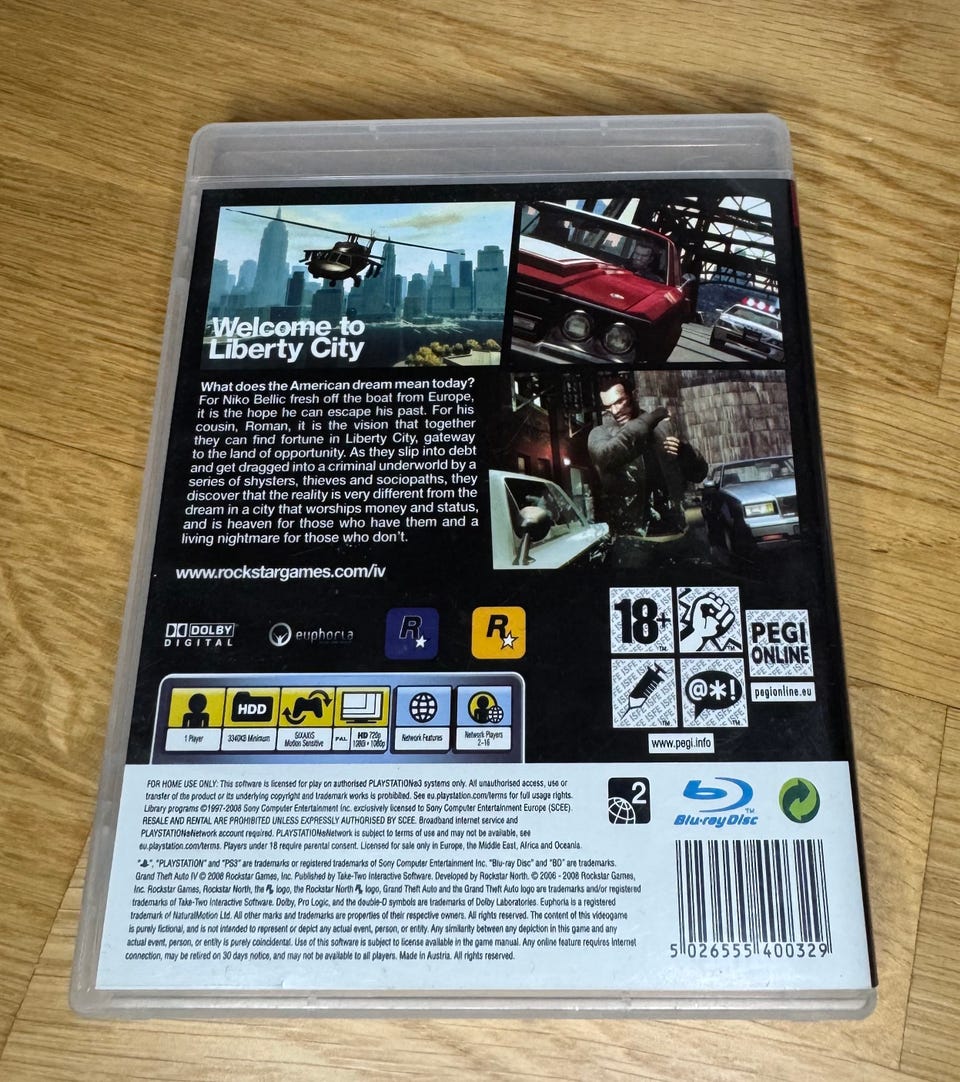 Welcome to
Liberty City
What does the American dream mean today?
For Niko Bellic fresh off the boat from Europe,
it is the hope he can escape his past. For his
cousin, Roman, it is the vision that together
they can find fortune in Liberty City, gateway
to the land of opportunity. As they slip into debt
and get dragged into a criminal underworld by a
series of shysters, thieves and sociopaths, they
discover that the reality is very different from the
dream in a city that worships money and status,
and is heaven for those who have them and a
living nightmare for those who don't.
www.rockstargames.com/iv
DOLBY
DIGITAL
euphoria
R
R
18+
@*!
PEGI
ONLINE
pegionline.eu
www.pegi.info
HDD
1 Player
3340KB Minimum
SIXAXIS
Motion Sensitive
PAL
HD 720p
1080i • 1080p
Network Features
Network Players
2-16
FOR HOME USE ONLY: This software is licensed for play on authorised PLAYSTATION®3 systems only. All unauthorised access, use or
transfer of the product or its underlying copyright and trademark works is prohibited. See eu.playstation.com/terms for full usage rights.
Library programs ©1997-2008 Sony Computer Entertainment Inc. exclusively licensed to Sony Computer Entertainment Europe (SCEE).
RESALE AND RENTAL ARE PROHIBITED UNLESS EXPRESSLY AUTHORISED BY SCEE. Broadband internet service and
PLAYSTATION®Network account required. PLAYSTATION®Network is subject to terms of use and may not be available, see
eu.playstation.com/terms. Players under 18 require parental consent. Licensed for sale only in Europe, the Middle East, Africa and Oceania.
"", "PLAYSTATION" and "PS3" are trademarks or registered trademarks of Sony Computer Entertainment Inc. "Blu-ray Disc" and "BD" are trademarks.
Grand Theft Auto IV © 2008 Rockstar Games, Inc. Published by Take-Two Interactive Software. Developed by Rockstar North. © 2006 - 2008 Rockstar Games,
Inc. Rockstar Games, Rockstar North, the R logo, the Rockstar North R logo, Grand Theft Auto and the Grand Theft Auto logo are trademarks and/or registered
trademarks of Take-Two Interactive Software. Dolby, Pro Logic, and the double-D symbols are trademarks of Dolby Laboratories. Euphoria is a registered
trademark of NaturalMotion Ltd. All other marks and trademarks are properties of their respective owners. All rights reserved. The content of this videogame
is purely fictional, and is not intended to represent or depict any actual event, person, or entity. Any similarity between any depiction in this game and any
actual event, person, or entity is purely coincidental. Use of this software is subject to license available in the game manual. Any online feature requires Internet
connection, may be retired on 30 days notice, and may not be available to all players. Made in Austria. All rights reserved.
2
Blu-ray Disc
TM
5 026555 400329